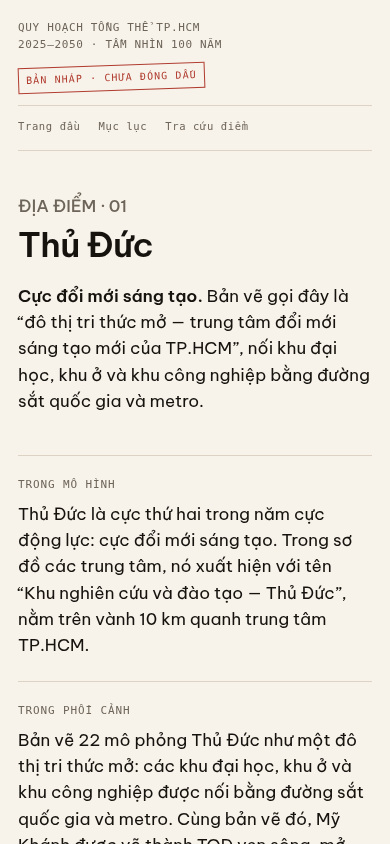 QUY HOẠCH TỔNG THỂ TP.HCM
2025–2050 · TẦM NHÌN 100 NĂM
BẢN NHÁP · CHƯA ĐÓNG DẤU
Trang đầu Mục lục Tra cứu điểm
ĐỊA ĐIỂM · 01
Thủ Đức
Cực đổi mới sáng tạo. Bản vẽ gọi đây là
“đô thị tri thức mở — trung tâm đổi mới
sáng tạo mới của TP.HCM”, nối khu đại
học, khu ở và khu công nghiệp bằng đường
sắt quốc gia và metro.
TRONG MÔ HÌNH
Thủ Đức là cực thứ hai trong năm cực
động lực: cực đổi mới sáng tạo. Trong sơ
đồ các trung tâm, nó xuất hiện với tên
“Khu nghiên cứu và đào tạo — Thủ Đức”,
nằm trên vành 10 km quanh trung tâm
TP.HCM.
TRONG PHỐI CẢNH
Bản vẽ 22 mô phỏng Thủ Đức như một đô
thị tri thức mở: các khu đại học, khu ở và
khu công nghiệp được nối bằng đường sắt
quốc gia và metro. Cùng bản vẽ đó, Mỹ
Khánh được vẽ thành TOD ven sông, mở